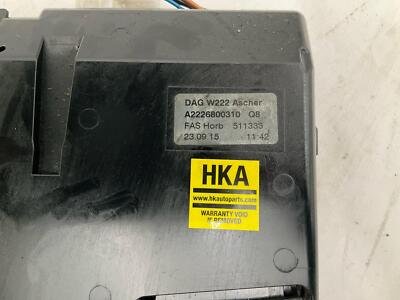 DAG W222 Ascher
A2226800310 Q8
FAS Horb 511333
23.09.15 11:42
HKA
www.hkaautoparts.com
WARRANTY VOID
IF REMOVED